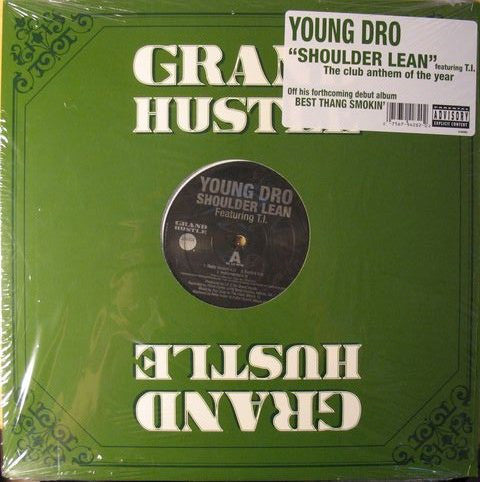 YOUNG DRO
"SHOULDER LEAN" featuring T.I.
The club anthem of the year
Off his forthcoming debut album
BEST THANG SMOKIN'
PARENTAL
ADVISORY
EXPLICIT CONTENT
GRAN
HUSTLE
YOUNG DRO
SHOULDER LEAN
Featuring T.I.
GRAND
HUSTLE
A
GRAND
HUSTLE